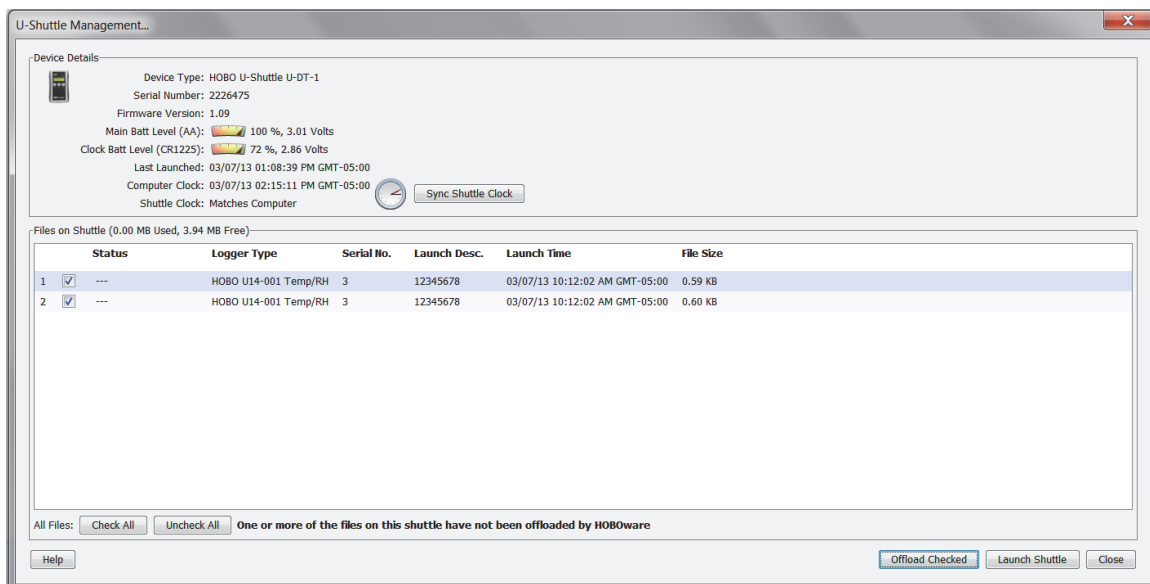 U-Shuttle Management...
Device Details
Device Type: HOBO U-Shuttle U-DT-1
Serial Number: 2226475
Firmware Version: 1.09
Main Batt Level (AA): 100 %, 3.01 Volts
Clock Batt Level (CR1225): 72 %, 2.86 Volts
Last Launched: 03/07/13 01:08:39 PM GMT-05:00
Computer Clock: 03/07/13 02:15:11 PM GMT-05:00
Sync Shuttle Clock
Shuttle Clock: Matches Computer
Files on Shuttle (0.00 MB Used, 3.94 MB Free)
Status Logger Type Serial No. Launch Desc. Launch Time File Size
1 --- HOBO U14-001 Temp/RH 3 12345678 03/07/13 10:12:02 AM GMT-05:00 0.59 KB
2 --- HOBO U14-001 Temp/RH 3 12345678 03/07/13 10:12:02 AM GMT-05:00 0.60 KB
All Files: Check All Uncheck All One or more of the files on this shuttle have not been offloaded by HOBOware
Help Offload Checked Launch Shuttle Close